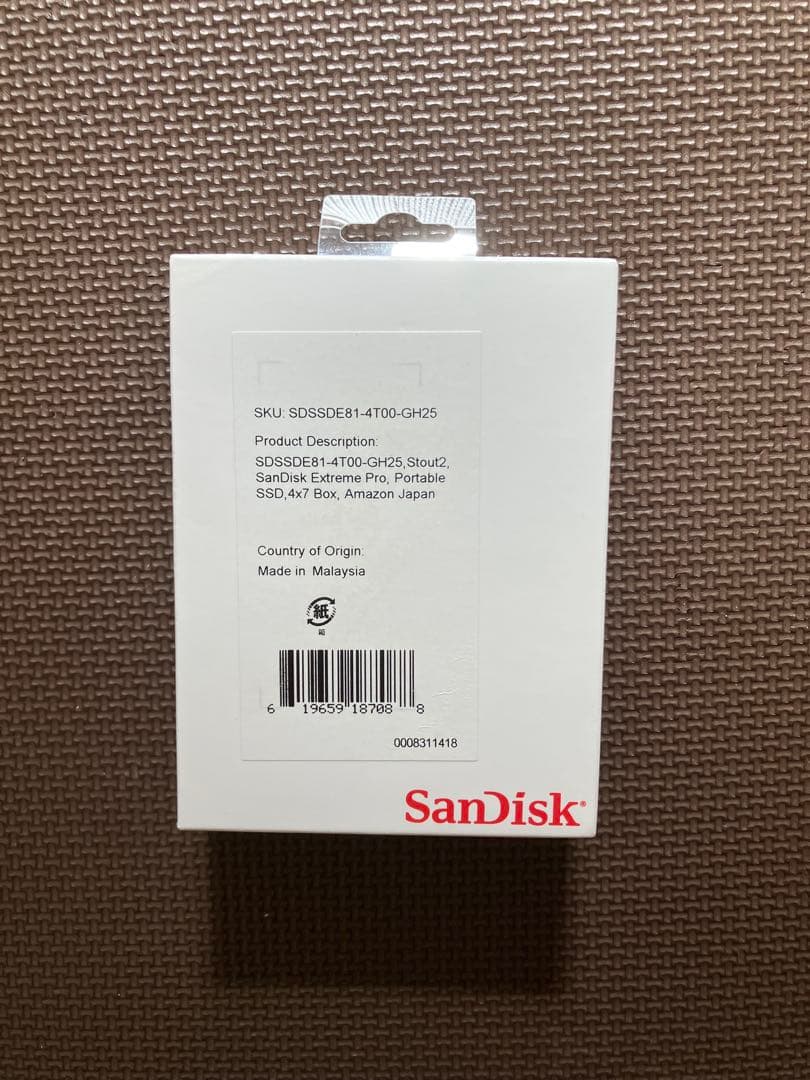 SKU: SDSSDE81-4T00-GH25
Product Description:
SDSSDE81-4T00-GH25,Stout2,
SanDisk Extreme Pro, Portable
SSD,4x7 Box, Amazon Japan
Country of Origin:
Made in Malaysia
紙
箱
6 19659 18708 8
0008311418
SanDisk®